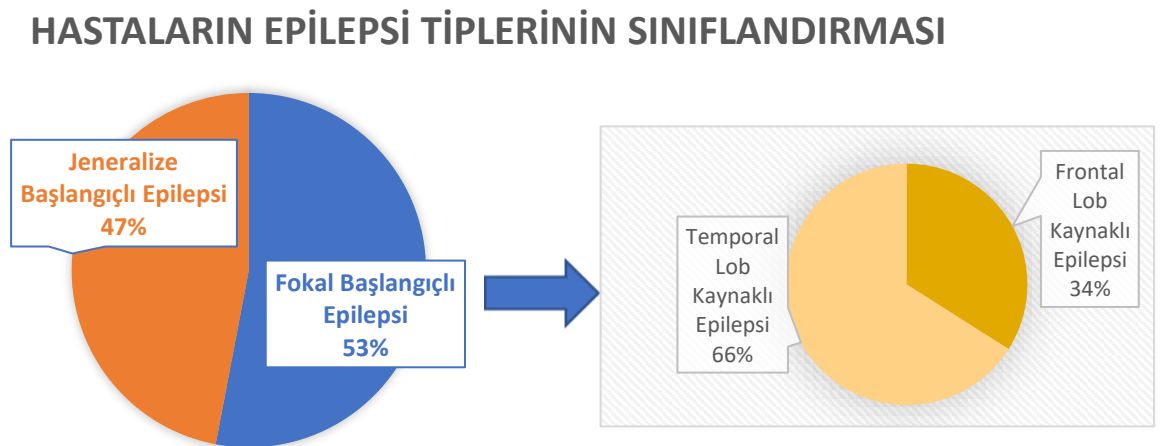 HASTALARIN EPİLEPSİ TİPLERİNİN SINIFLANDIRMASI
Jeneralize
Başlangıçlı Epilepsi
47%
Fokal Başlangıçlı
Epilepsi
53%
Temporal
Lob
Kaynaklı
Epilepsi
66%
Frontal
Lob
Kaynaklı
Epilepsi
34%